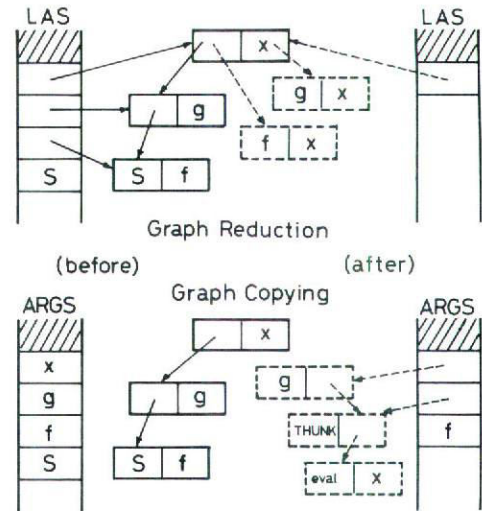 LAS
LAS
x
g x
g
f x
S
S f
Graph Reduction
(before)
(after)
Graph Copying
ARGS
ARGS
x
x
g
g
g
f
THUNK
f
S
S f
eval x